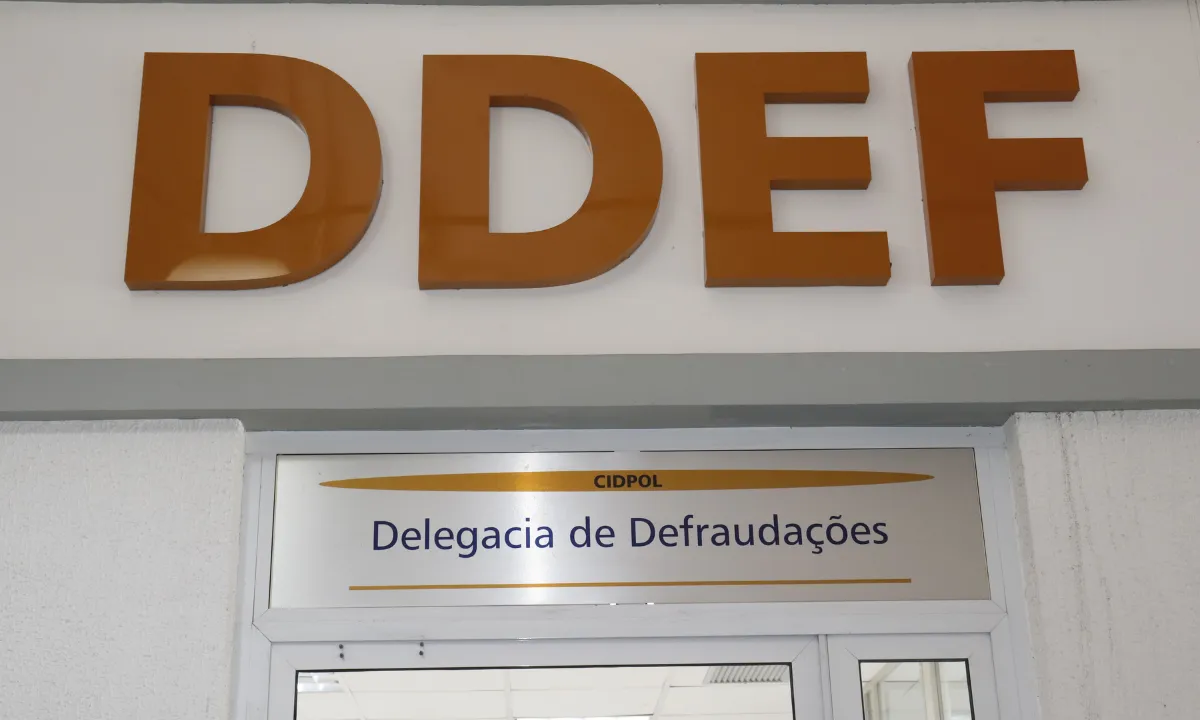 DDEF
CIDPOL
Delegacia de Defraudações